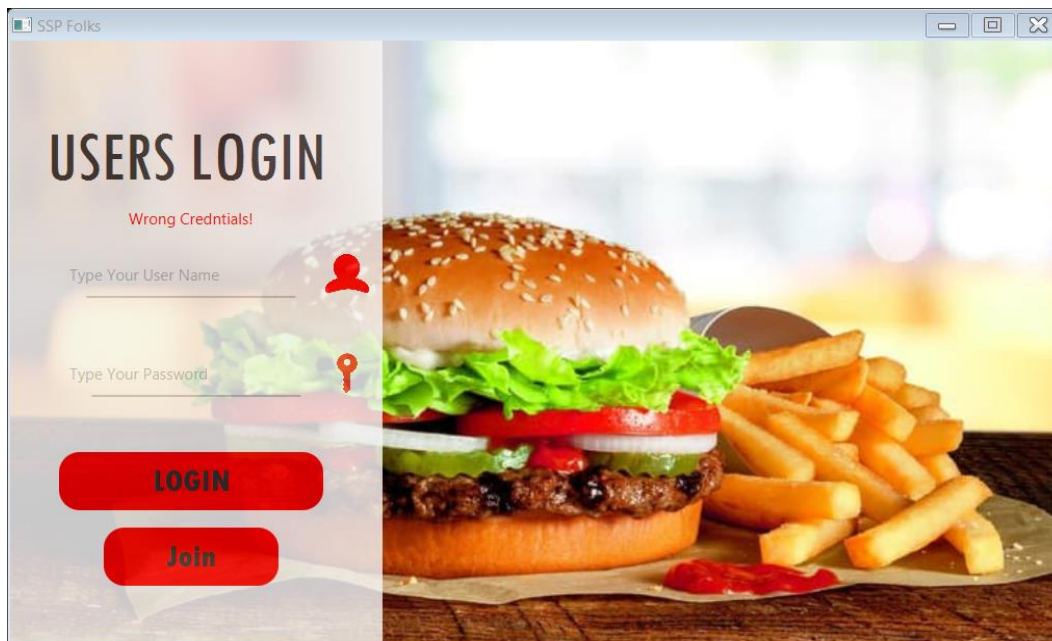 SSP Folks
USERS LOGIN
Wrong Credntials!
Type Your User Name
Type Your Password
LOGIN
Join